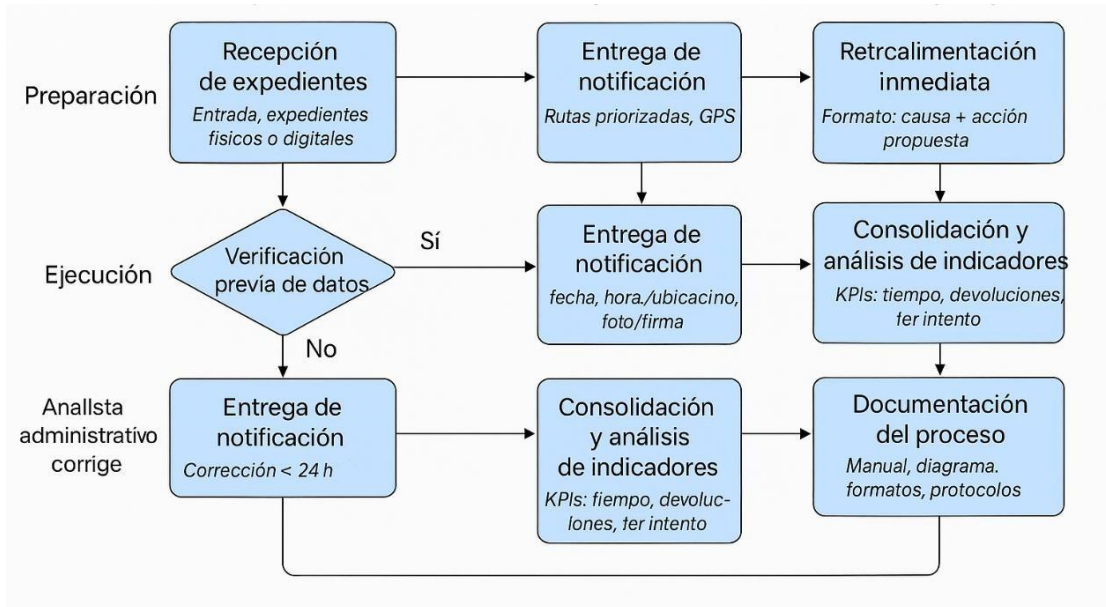 Preparación
Recepción
de expedientes
Entrada, expedientes
fisicos o digitales
Entrega de
notificación
Rutas priorizadas, GPS
Retrcalimentación
inmediata
Formato: causa + acción
propuesta
Ejecución
Verificación
prevía de datos
Sí
No
Entrega de
notificación
fecha, hora./ubicacino,
foto/firma
Consolidación y
análisis de indicadores
KPIs: tiempo, devoluciones,
fer intento
Anallsta
administrativo
corrige
Entrega de
notificación
Corrección < 24 h
Consolidación
y análisis
de indicadores
KPIs: fiempo, devoluc-
lones, ter intento
Documentación
del proceso
Manual, diagrama.
formatos, protocolos